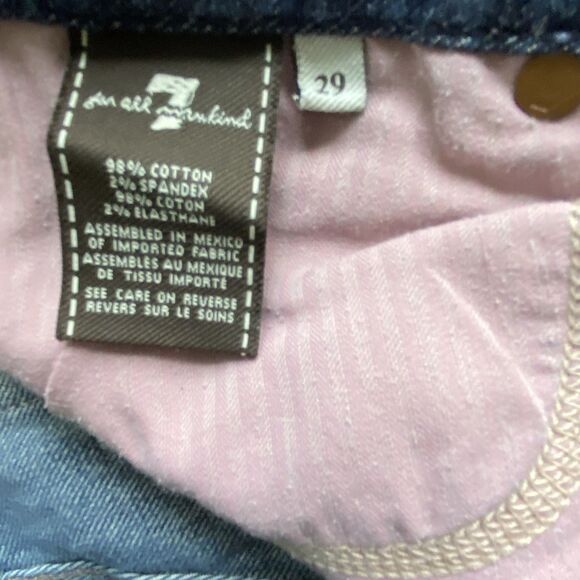 7
for all mankind
29
98% COTTON
2% SPANDEX
98% COTON
2% ELASTHANE
ASSEMBLED IN MEXICO
OF IMPORTED FABRIC
ASSEMBLES AU MEXIQUE
DE TISSU IMPORTÉ
SEE CARE ON REVERSE
REVERS SUR LE SOINS